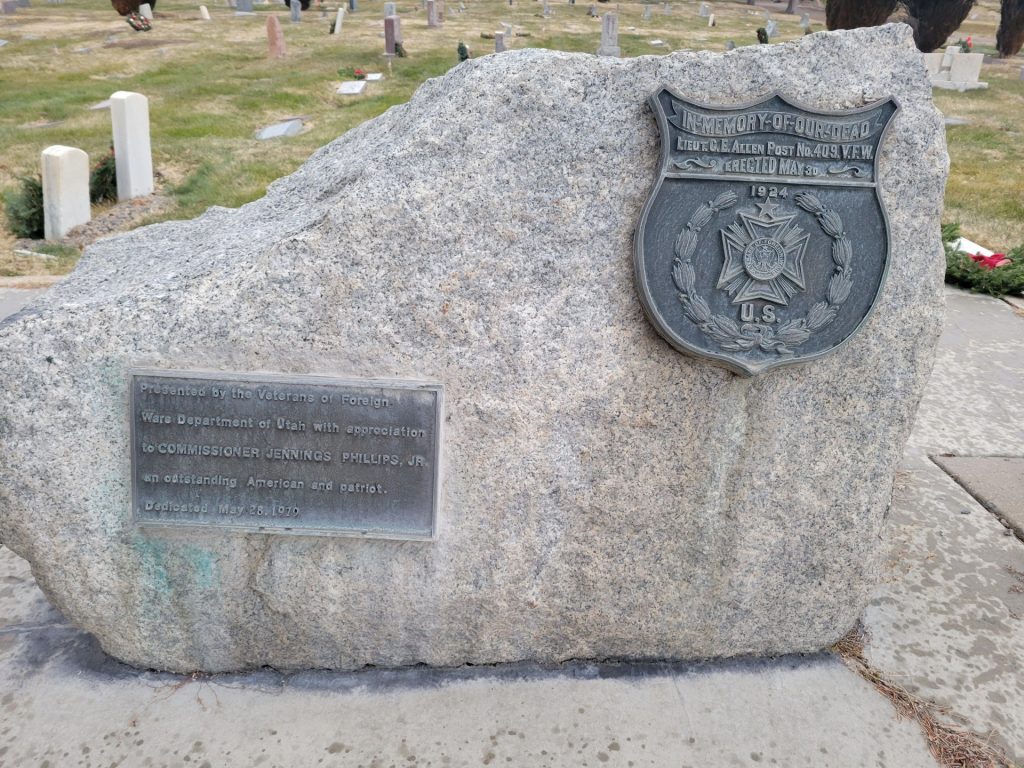 IN-MEMORY-OF-OUR-DEAD
LIEUT. C. E. ALLEN POST NO. 409, V.F.W.
ERECTED MAY 30
1924
U.S.
Presented by the Veterans of Foreign
Wars Department of Utah with appreciation
to COMMISSIONER JENNINGS PHILLIPS, JR.
an outstanding American and patriot.
Dedicated May 28, 1970